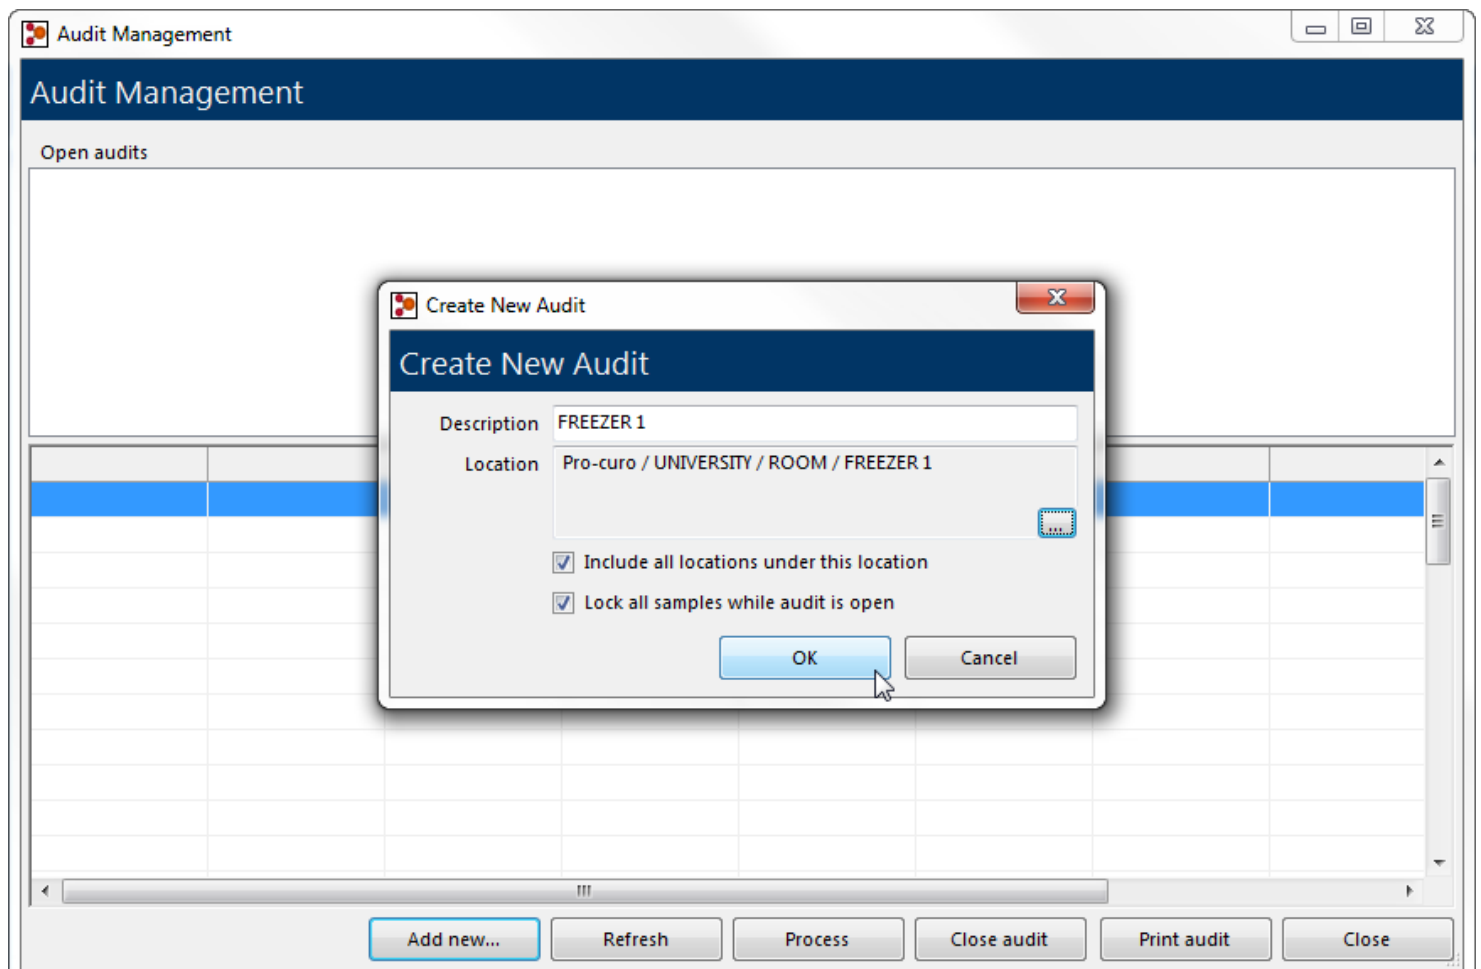 Audit Management
Audit Management
Open audits
Create New Audit
Create New Audit
Description FREEZER 1
Location Pro-curo / UNIVERSITY / ROOM / FREEZER 1
...
Include all locations under this location
Lock all samples while audit is open
OK Cancel
Add new... Refresh Process Close audit Print audit Close